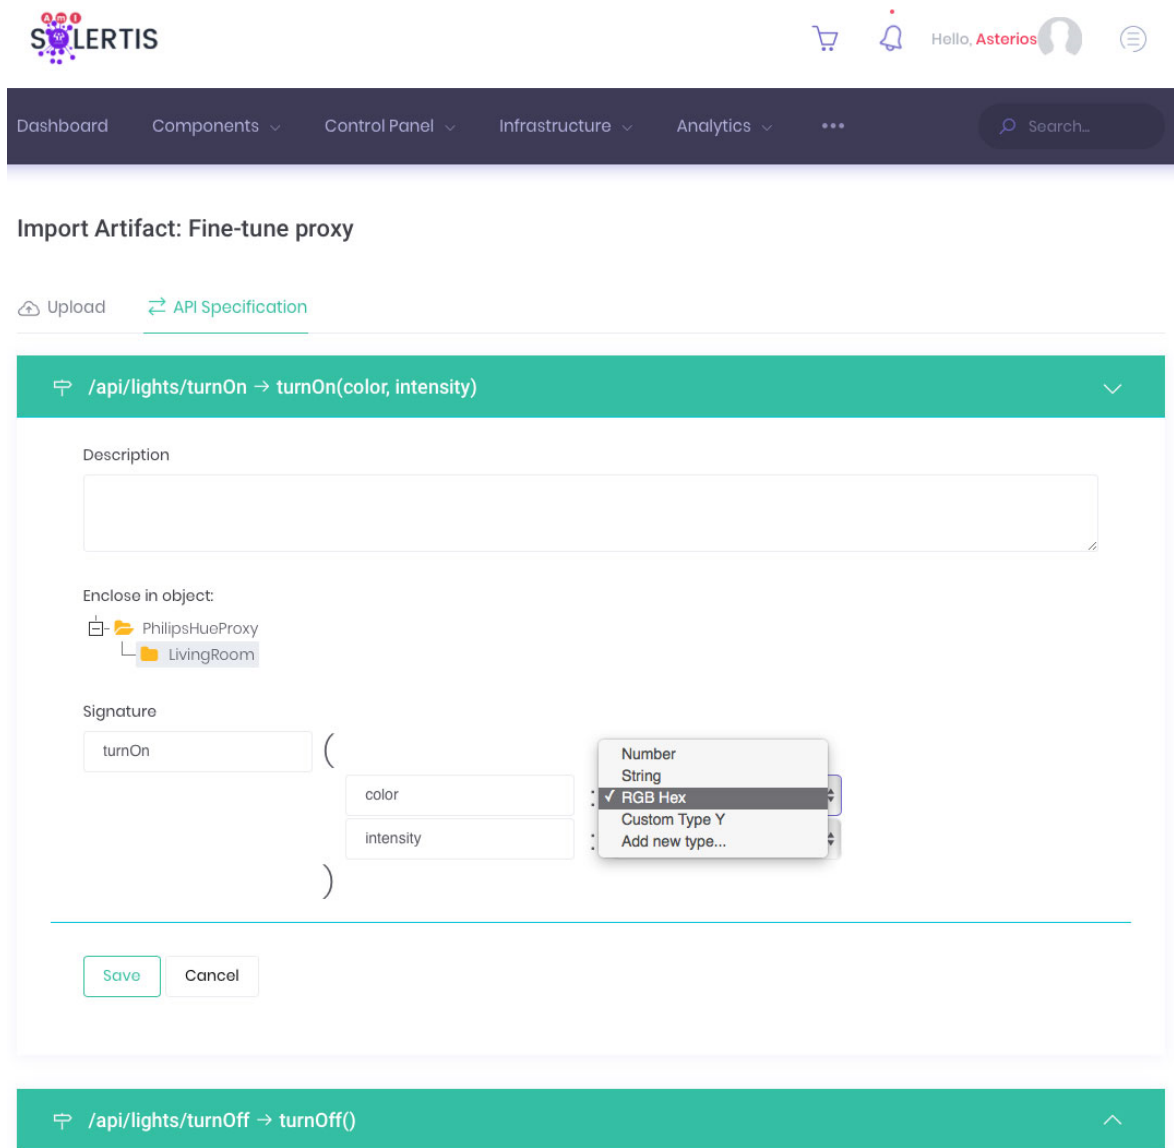 AmI
SOLERTIS
Hello, Asterios
Dashboard Components Control Panel Infrastructure Analytics ••• Search...
Import Artifact: Fine-tune proxy
Upload API Specification
/api/lights/turnOn → turnOn(color, intensity)
Description
Enclose in object:
PhilipsHueProxy
LivingRoom
Signature
turnOn (
Number
String
color : ✓ RGB Hex
Custom Type Y
intensity : Add new type...
)
Save Cancel
/api/lights/turnOff → turnOff()